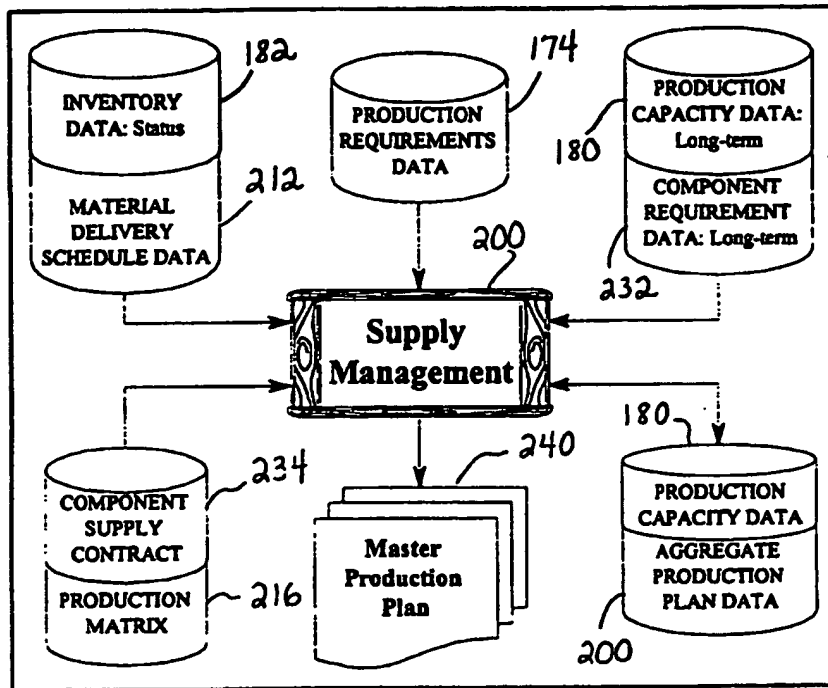 182
INVENTORY
DATA: Status
212
MATERIAL
DELIVERY
SCHEDULE DATA
174
PRODUCTION
REQUIREMENTS
DATA
PRODUCTION
CAPACITY DATA:
Long-term
180
COMPONENT
REQUIREMENT
DATA: Long-term
232
200
Supply
Management
234
COMPONENT
SUPPLY
CONTRACT
PRODUCTION
MATRIX
216
240
Master
Production
Plan
180
PRODUCTION
CAPACITY DATA
AGGREGATE
PRODUCTION
PLAN DATA
200